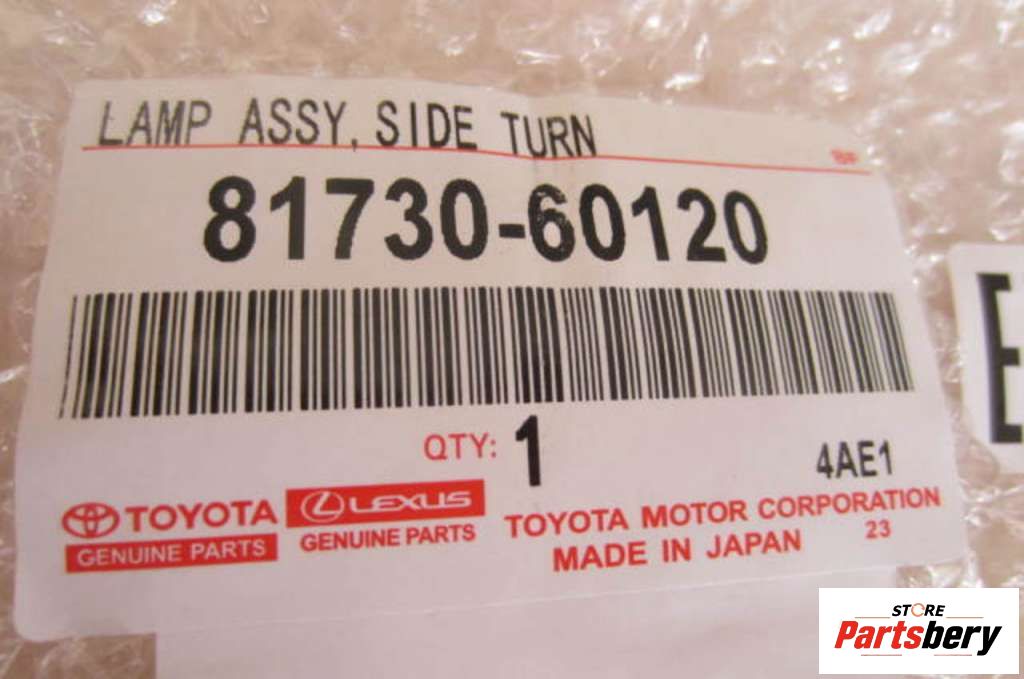 LAMP ASSY, SIDE TURN
81730-60120
QTY: 1
4AE1
TOYOTA
GENUINE PARTS
LEXUS
GENUINE PARTS
TOYOTA MOTOR CORPORATION
MADE IN JAPAN 23
E
STORE
Partsbery